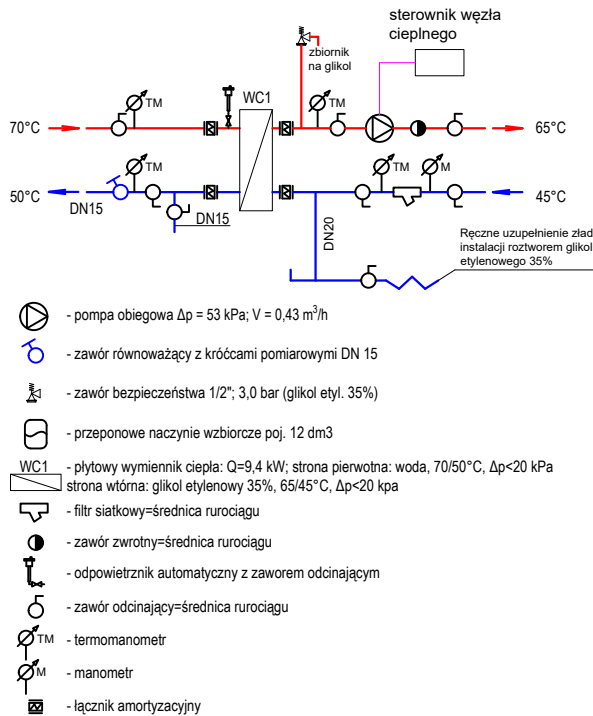 sterownik węzła
cieplnego
zbiornik
na glikol
WC1
TM
TM
70°C
65°C
TM
M
50°C
45°C
DN15
DN15
DN20
Ręczne uzupełnienie zład
instalacji roztworem glikol
etylenowego 35%
- pompa obiegowa Δp = 53 kPa; V = 0,43 m³/h
- zawór równoważący z króćcami pomiarowymi DN 15
- zawór bezpieczeństwa 1/2"; 3,0 bar (glikol etyl. 35%)
- przeponowe naczynie wzbiorcze poj. 12 dm3
WC1 - płytowy wymiennik ciepła: Q=9,4 kW; strona pierwotna: woda, 70/50°C, Δp<20 kPa
strona wtórna: glikol etylenowy 35%, 65/45°C, Δp<20 kpa
- filtr siatkowy=średnica rurociągu
- zawór zwrotny=średnica rurociągu
- odpowietrznik automatyczny z zaworem odcinającym
- zawór odcinający=średnica rurociągu
TM - termomanometr
M - manometr
- łącznik amortyzacyjny